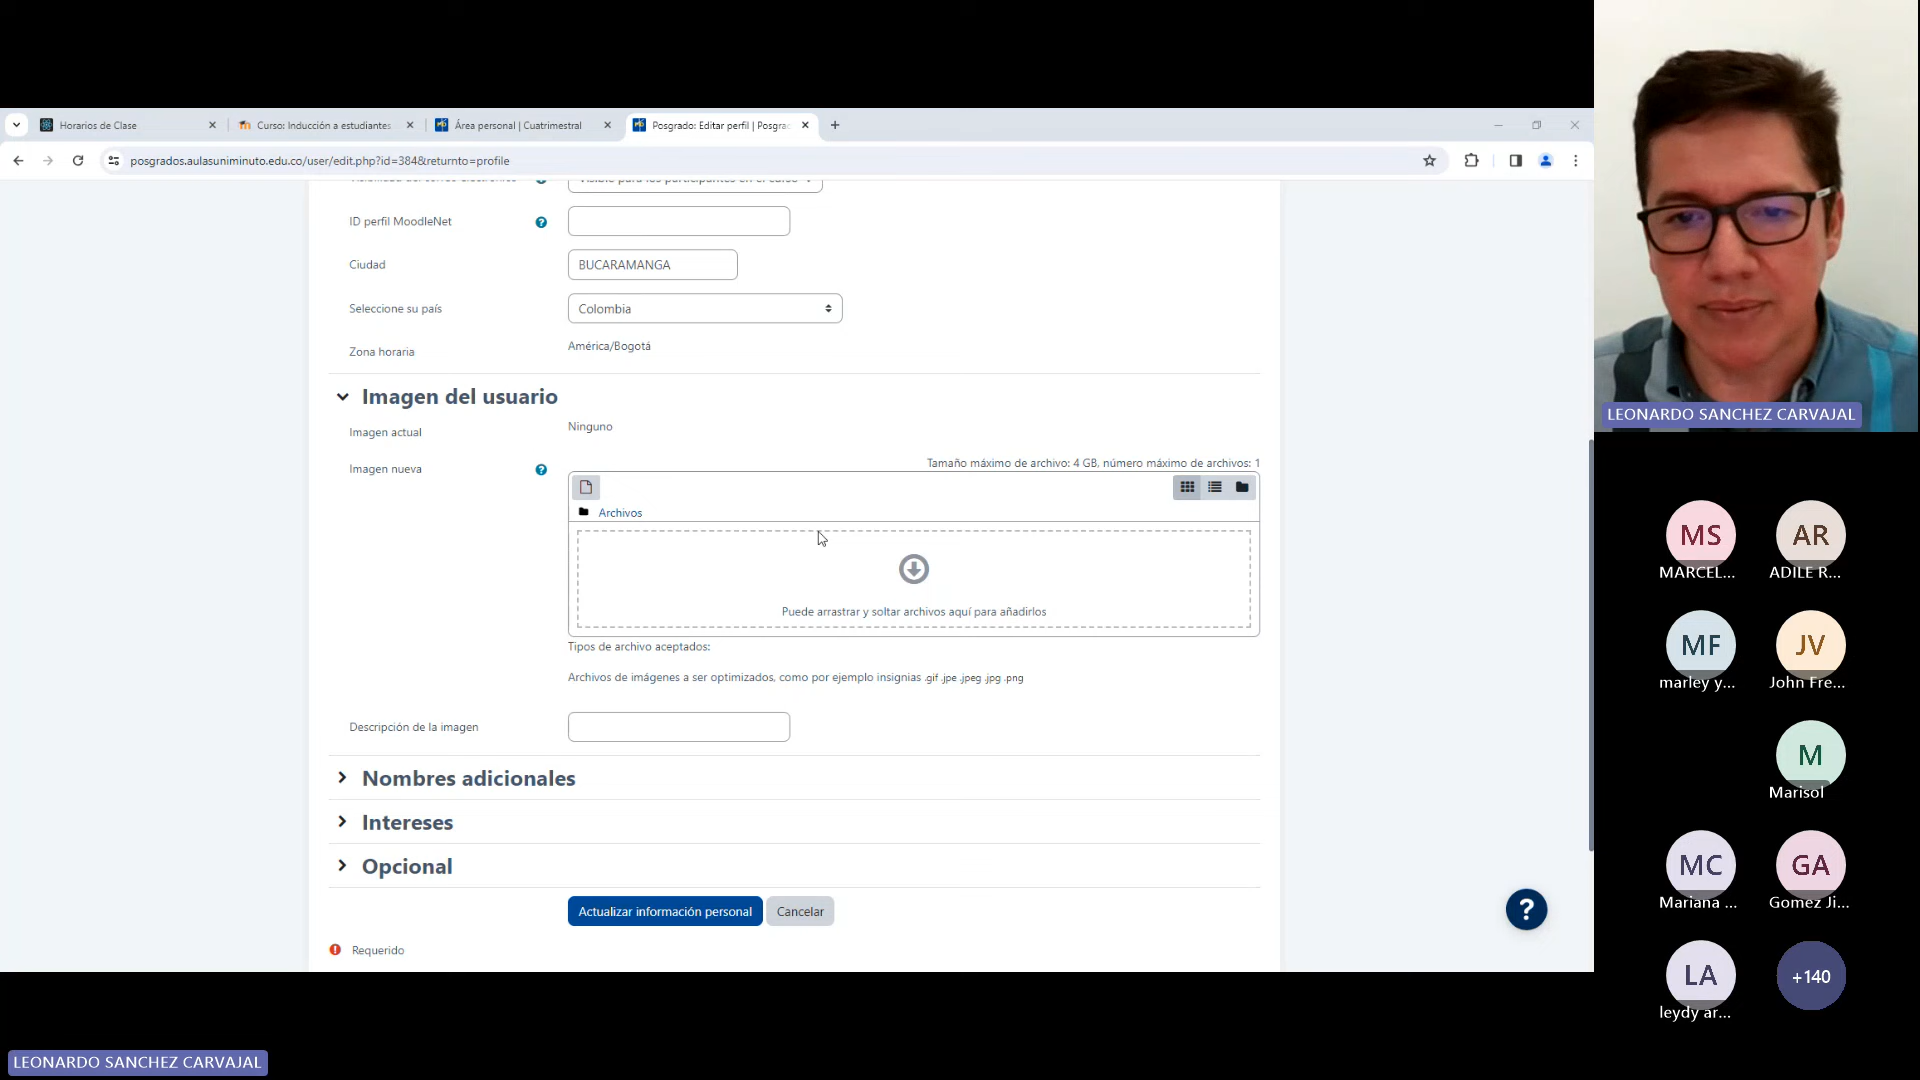 Horarios de Clase
Curso: Inducción a estudiantes
Área personal | Cuatrimestral
Posgrado: Editar perfil | Posgra
posgrados.aulasuniminuto.edu.co/user/edit.php?id=384&returnto=profile
ID perfil MoodleNet
Ciudad
BUCARAMANGA
Seleccione su país
Colombia
Zona horaria
América/Bogotá
Imagen del usuario
Imagen actual
Ninguno
Imagen nueva
Tamaño máximo de archivo: 4 GB, número máximo de archivos: 1
Archivos
Puede arrastrar y soltar archivos aquí para añadirlos
Tipos de archivo aceptados:
Archivos de imágenes a ser optimizados, como por ejemplo insignias .gif .jpe .jpeg .jpg .png
Descripción de la imagen
Nombres adicionales
Intereses
Opcional
Actualizar información personal
Cancelar
?
Requerido
LEONARDO SANCHEZ CARVAJAL
MS
MARCEL...
AR
ADILE R...
MF
marley y...
JV
John Fre...
M
Marisol
MC
Mariana ...
GA
Gomez Ji...
LA
leydy ar...
+140
LEONARDO SANCHEZ CARVAJAL